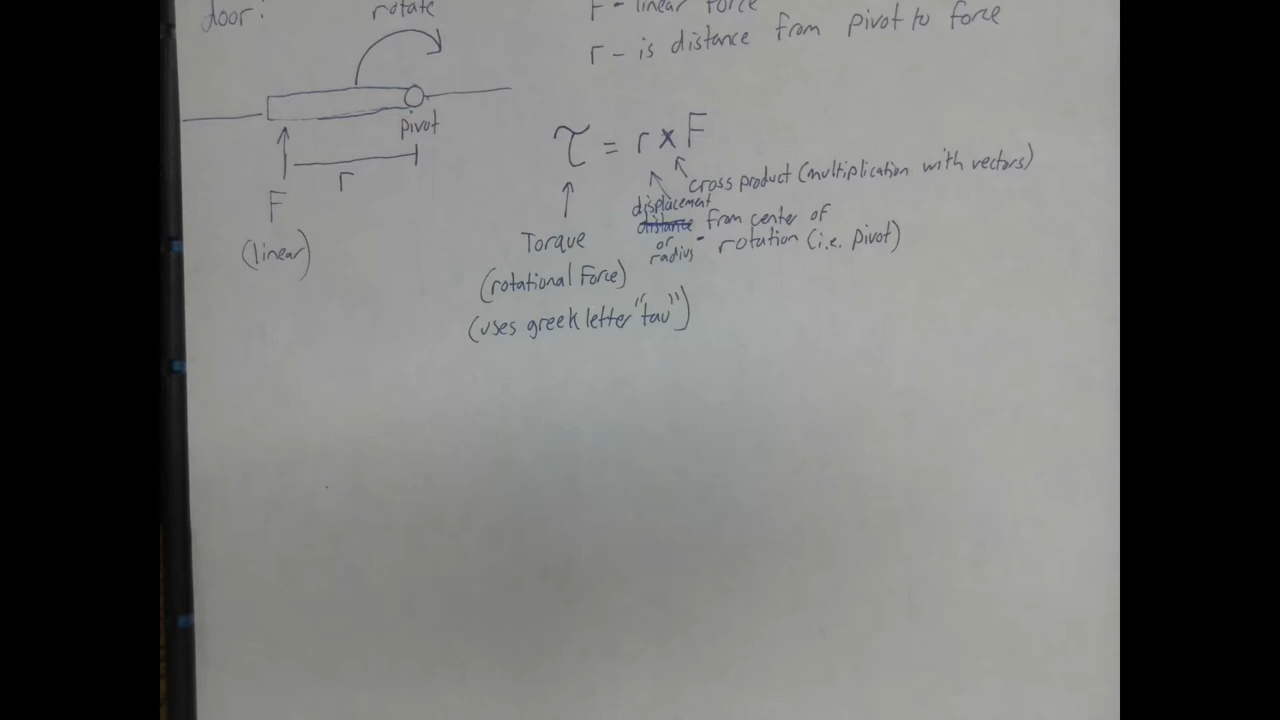 door:
rotate
F - linear force
r - is distance from pivot to force
pivot
r
F
(linear)
τ = r x F
cross product (multiplication with vectors)
displacement
distance from center of
or rotation (i.e. pivot)
radius
Torque
(rotational Force)
(uses greek letter "tau")